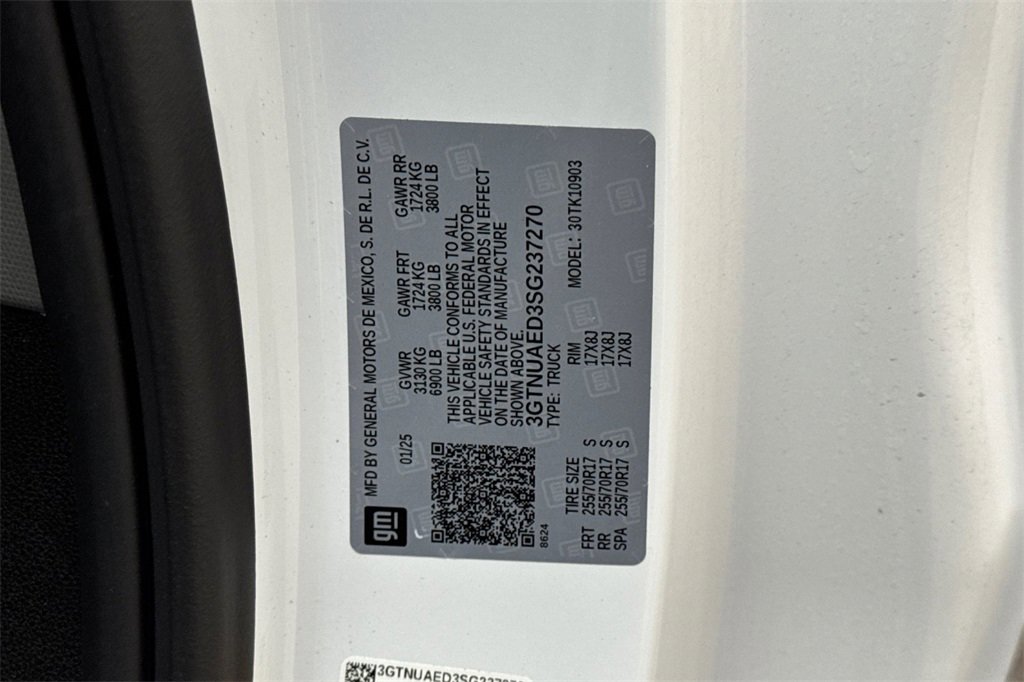 MFD BY GENERAL MOTORS DE MEXICO, S. DE R.L. DE C.V.
gm
01/25
GVWR GAWR FRT GAWR RR
3130 KG 1724 KG 1724 KG
6900 LB 3800 LB 3800 LB
THIS VEHICLE CONFORMS TO ALL
APPLICABLE U.S. FEDERAL MOTOR
VEHICLE SAFETY STANDARDS IN EFFECT
ON THE DATE OF MANUFACTURE
SHOWN ABOVE.
3GTNUAED3SG237270
TYPE: TRUCK
8624
MODEL: 30TK10903
TIRE SIZE RIM
FRT 255/70R17 S 17X8J
RR 255/70R17 S 17X8J
SPA 255/70R17 S 17X8J
3GTNUAED3SG237270